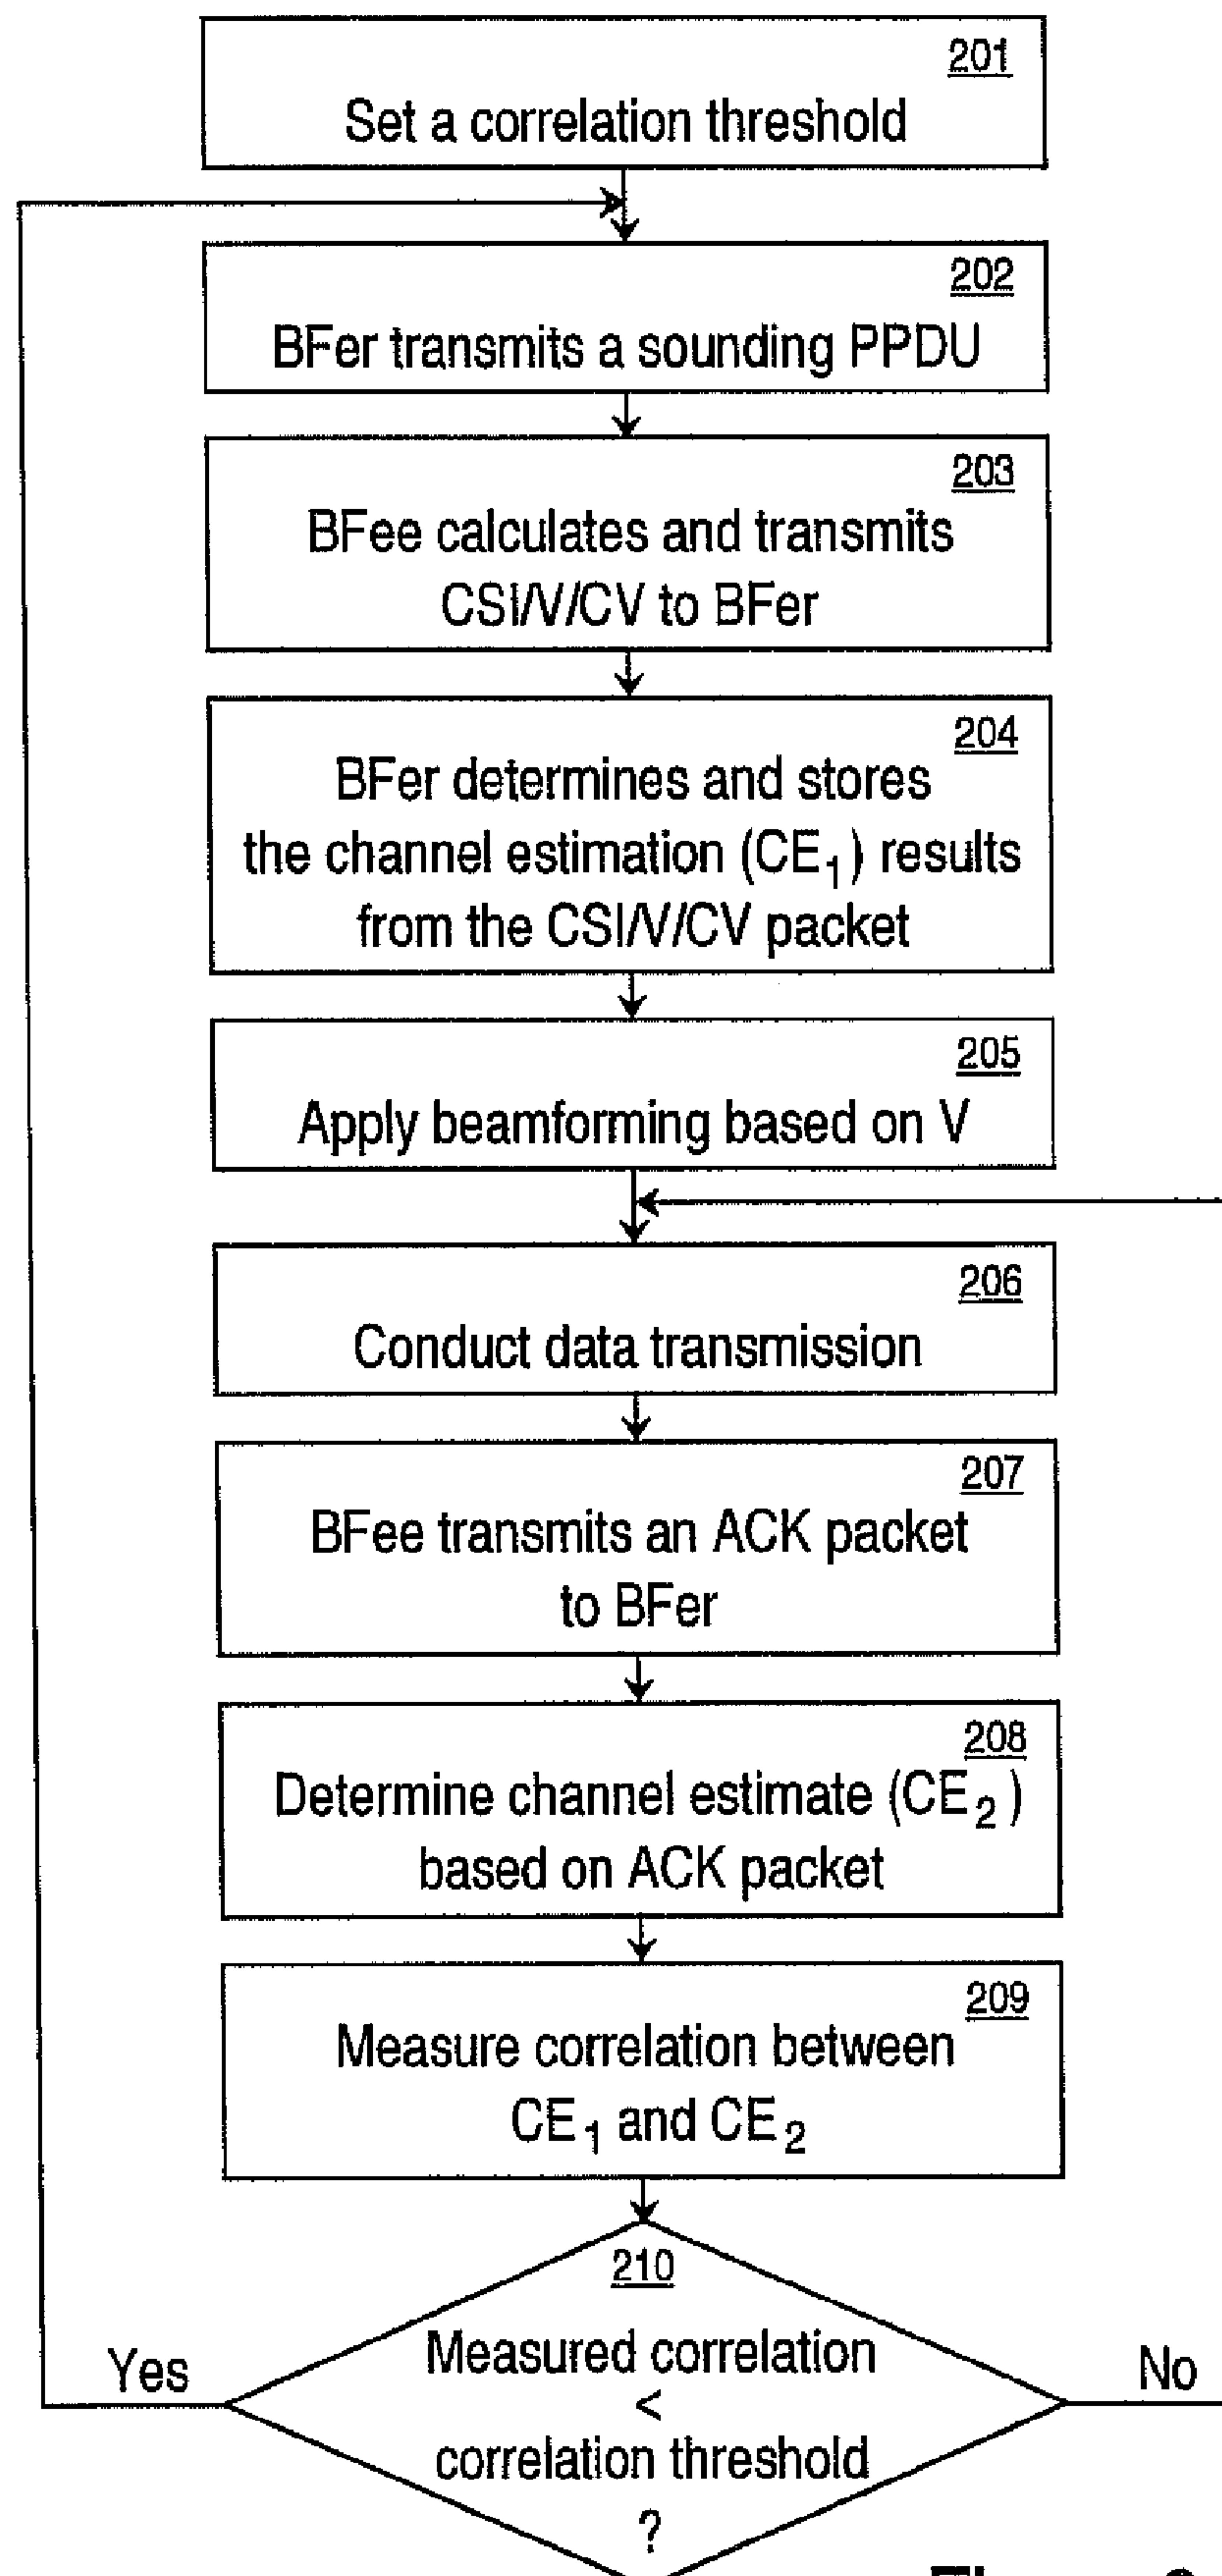 201
Set a correlation threshold
202
BFer transmits a sounding PPDU
203
BFee calculates and transmits
CSI/V/CV to BFer
204
BFer determines and stores
the channel estimation (CE1) results
from the CSI/V/CV packet
205
Apply beamforming based on V
206
Conduct data transmission
207
BFee transmits an ACK packet
to BFer
208
Determine channel estimate (CE2)
based on ACK packet
209
Measure correlation between
CE1 and CE2
210
Yes
Measured correlation
<
correlation threshold
?
No